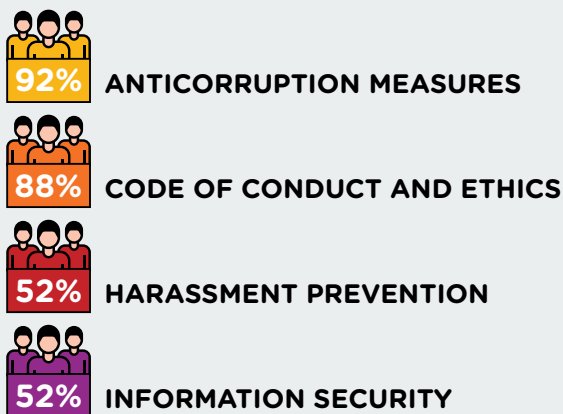 92% ANTICORRUPTION MEASURES
88% CODE OF CONDUCT AND ETHICS
52% HARASSMENT PREVENTION
52% INFORMATION SECURITY